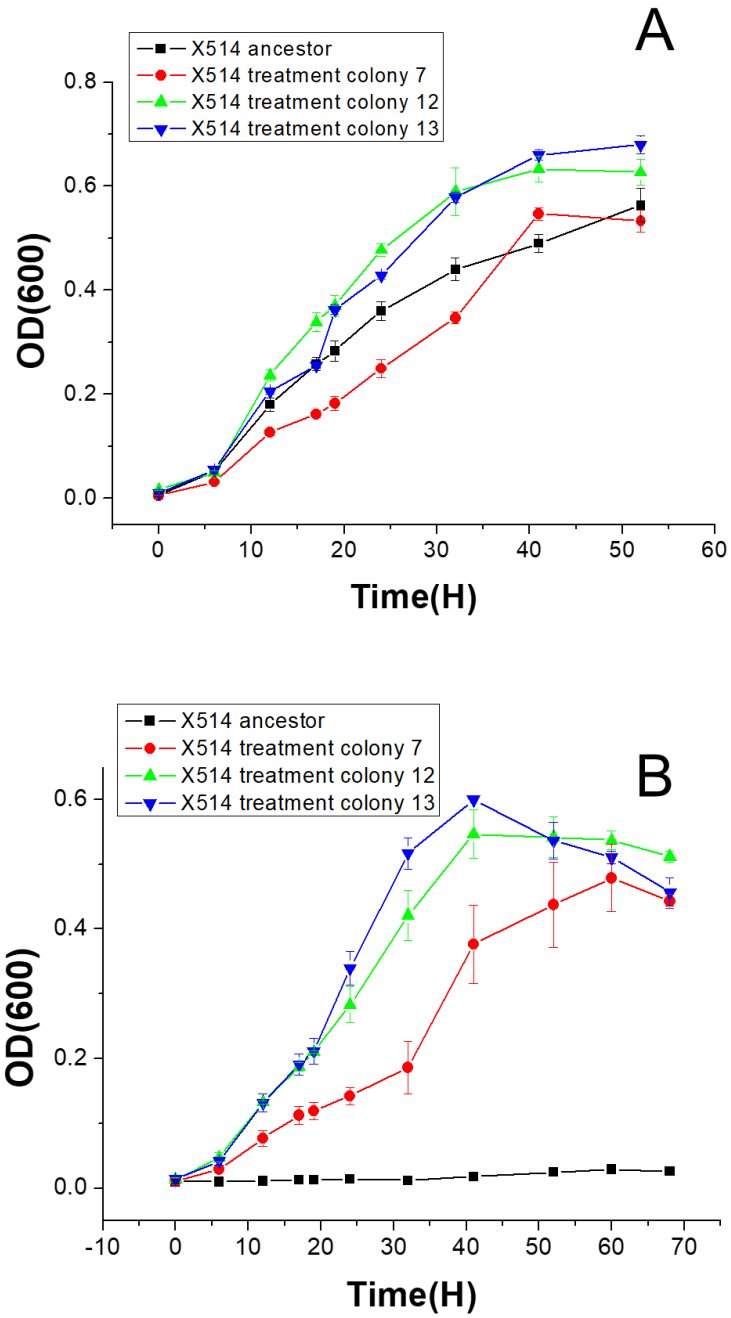 A
X514 ancestor
X514 treatment colony 7
X514 treatment colony 12
X514 treatment colony 13
0.8
0.6
0.4
0.2
0.0
OD(600)
0 10 20 30 40 50 60
Time(H)
B
X514 ancestor
X514 treatment colony 7
X514 treatment colony 12
X514 treatment colony 13
0.6
0.4
0.2
0.0
OD(600)
-10 0 10 20 30 40 50 60 70
Time(H)